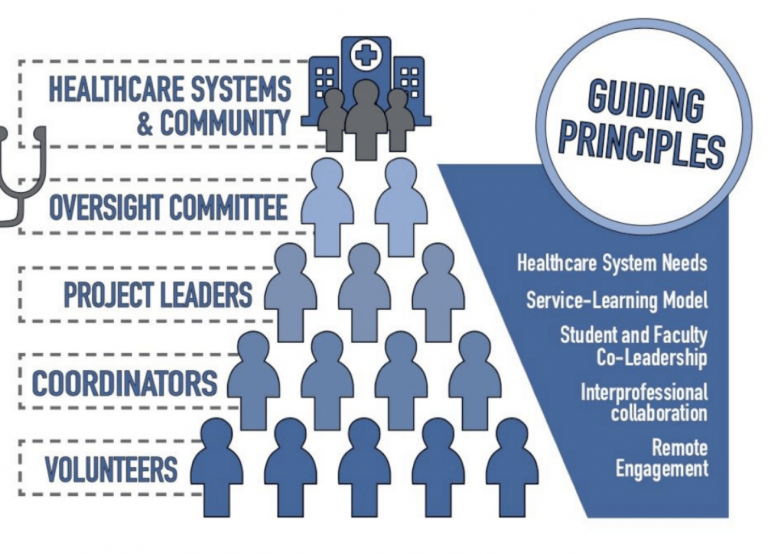 HEALTHCARE SYSTEMS
& COMMUNITY
OVERSIGHT COMMITTEE
PROJECT LEADERS
COORDINATORS
VOLUNTEERS
GUIDING
PRINCIPLES
Healthcare System Needs
Service-Learning Model
Student and Faculty
Co-Leadership
Interprofessional
collaboration
Remote
Engagement